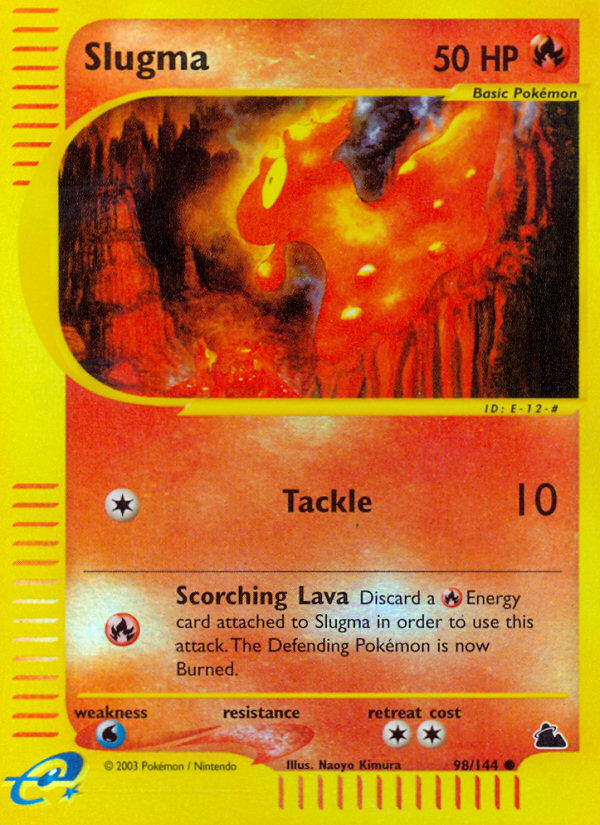 Slugma 50 HP
Basic Pokémon
ID: E-12-#
Tackle 10
Scorching Lava Discard a Energy
card attached to Slugma in order to use this
attack. The Defending Pokémon is now
Burned.
weakness resistance retreat cost
© 2003 Pokémon / Nintendo Illus. Naoyo Kimura 98/144
e